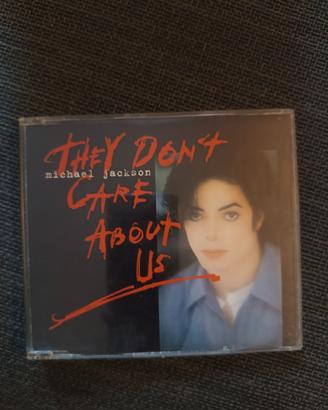 THEY DON'T
michael jackson
CARE
ABOUT
US